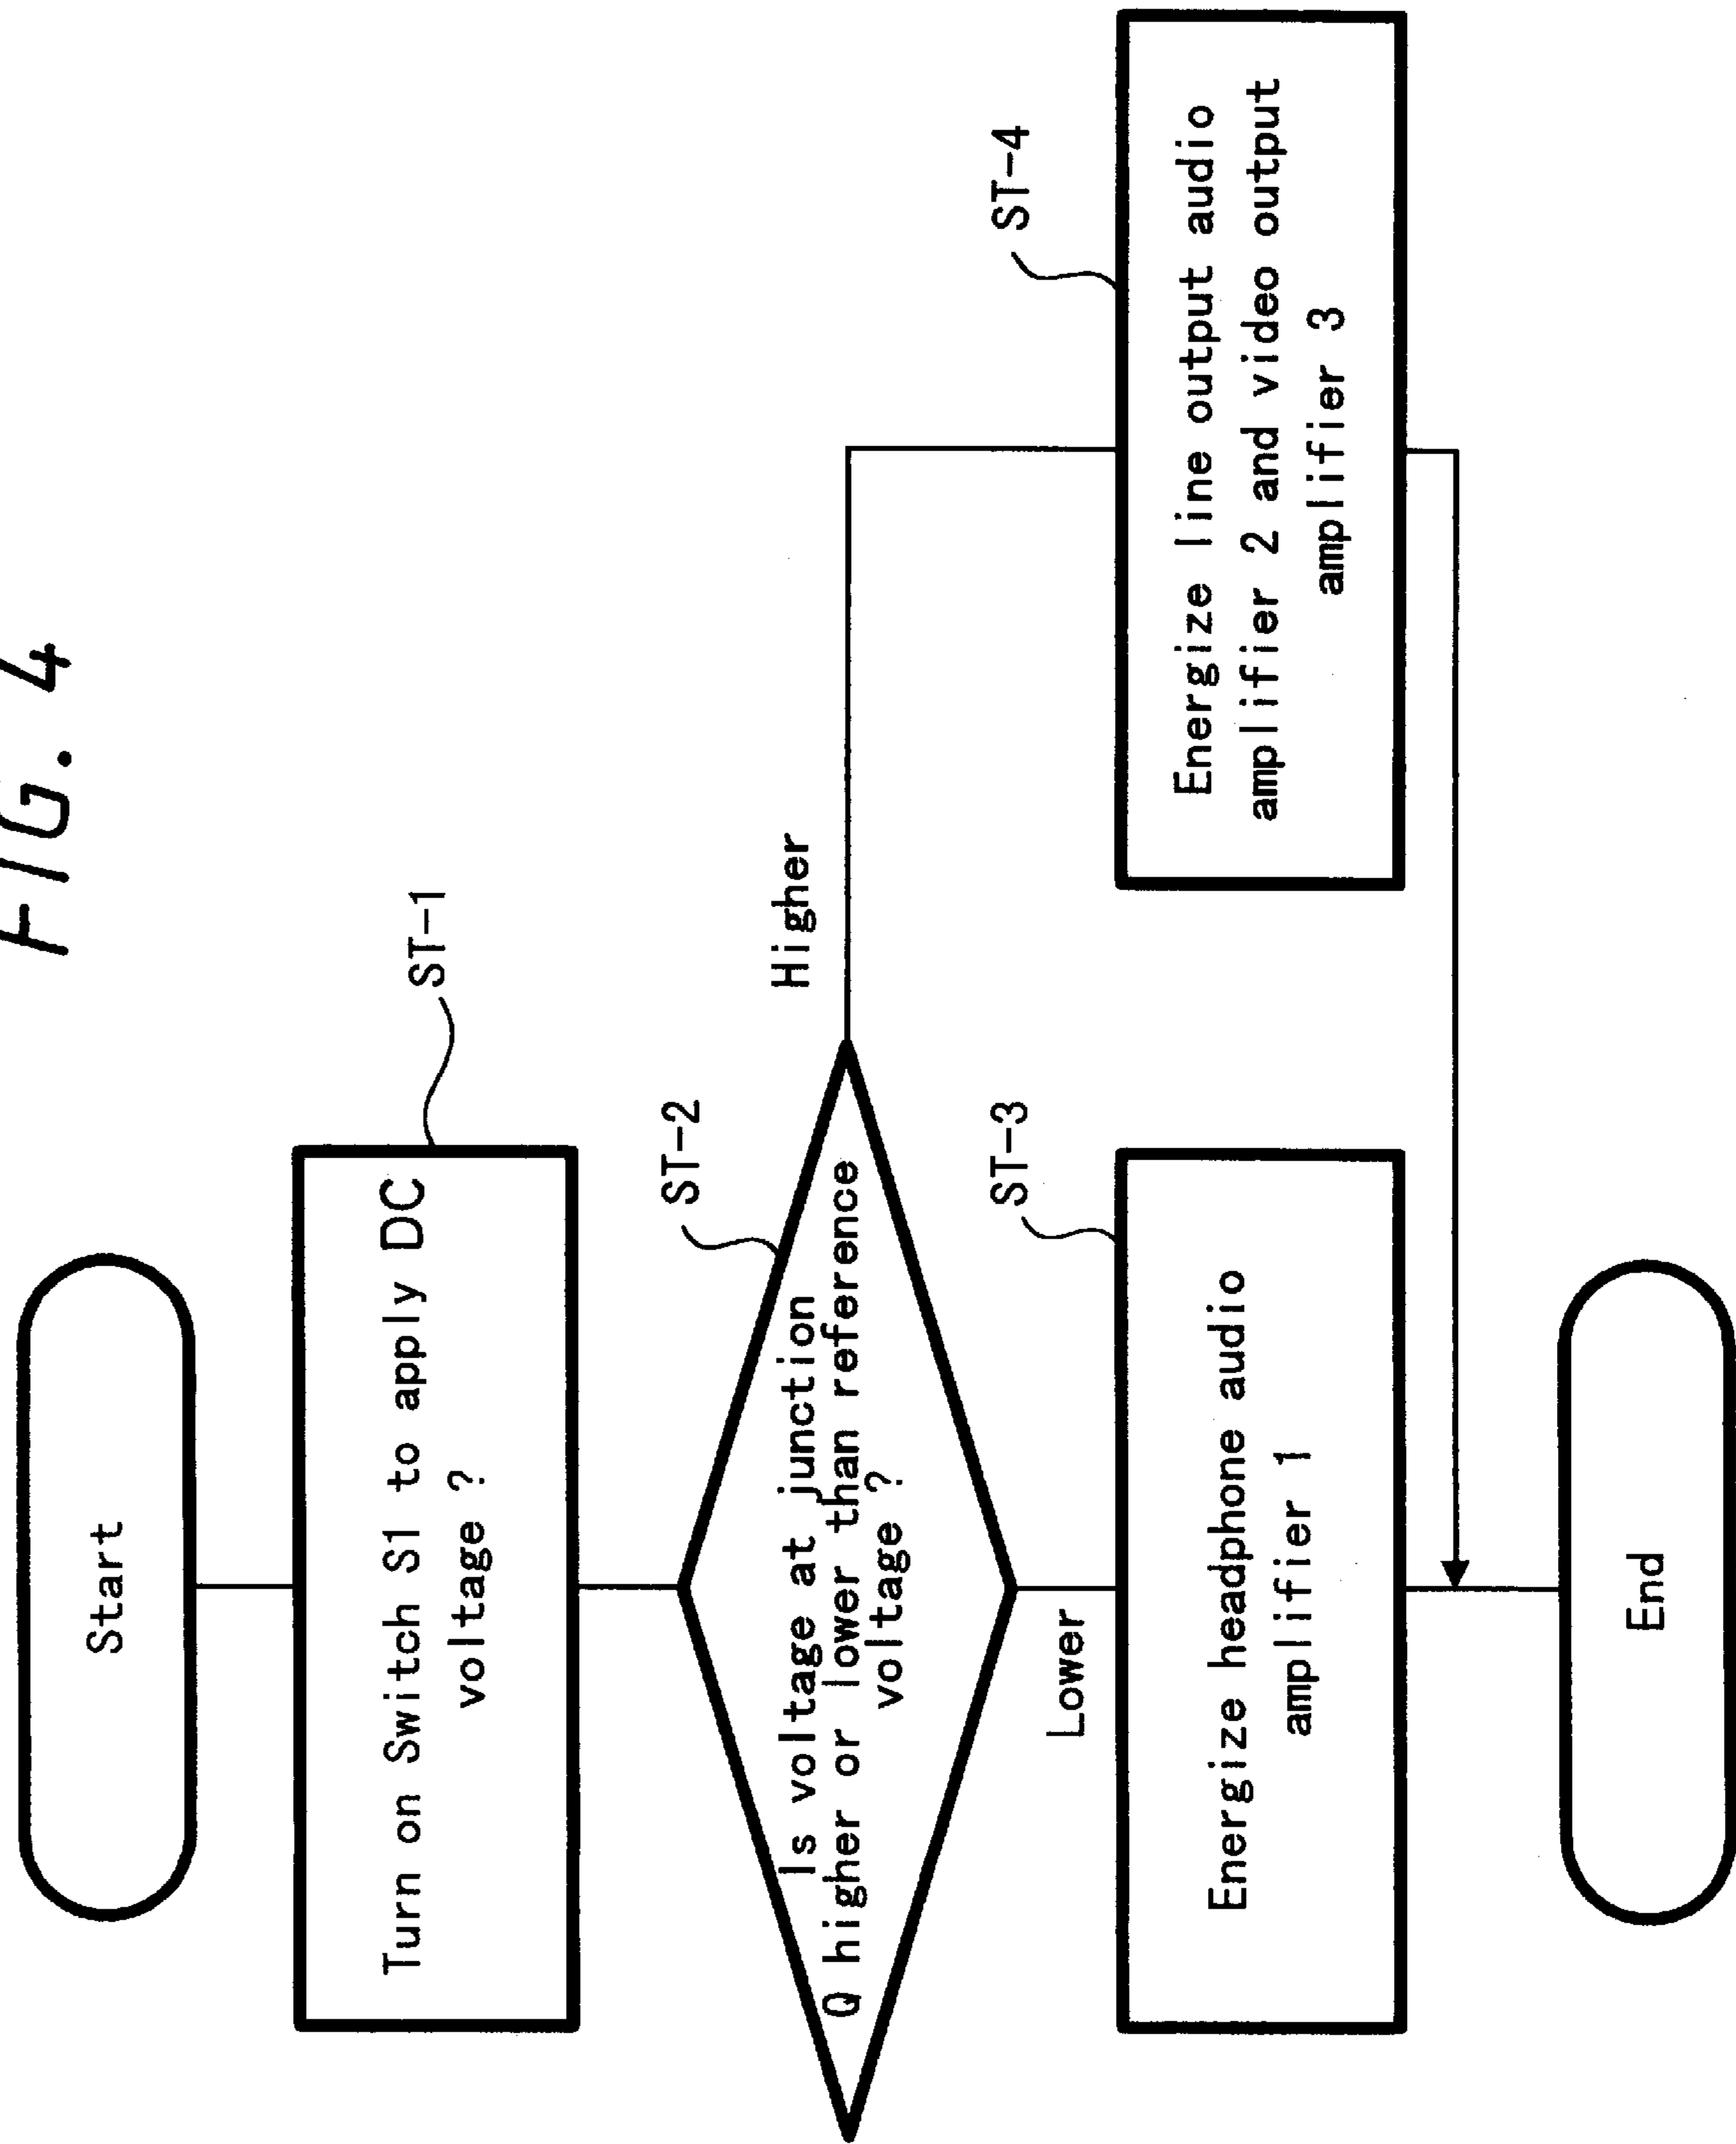 FIG. 4
Start
Turn on Switch S1 to apply DC
voltage ?
ST-1
Is voltage at junction
Q higher or lower than reference
voltage ?
ST-2
Higher
Lower
Energize headphone audio
amplifier 1
ST-3
Energize line output audio
amplifier 2 and video output
amplifier 3
ST-4
End